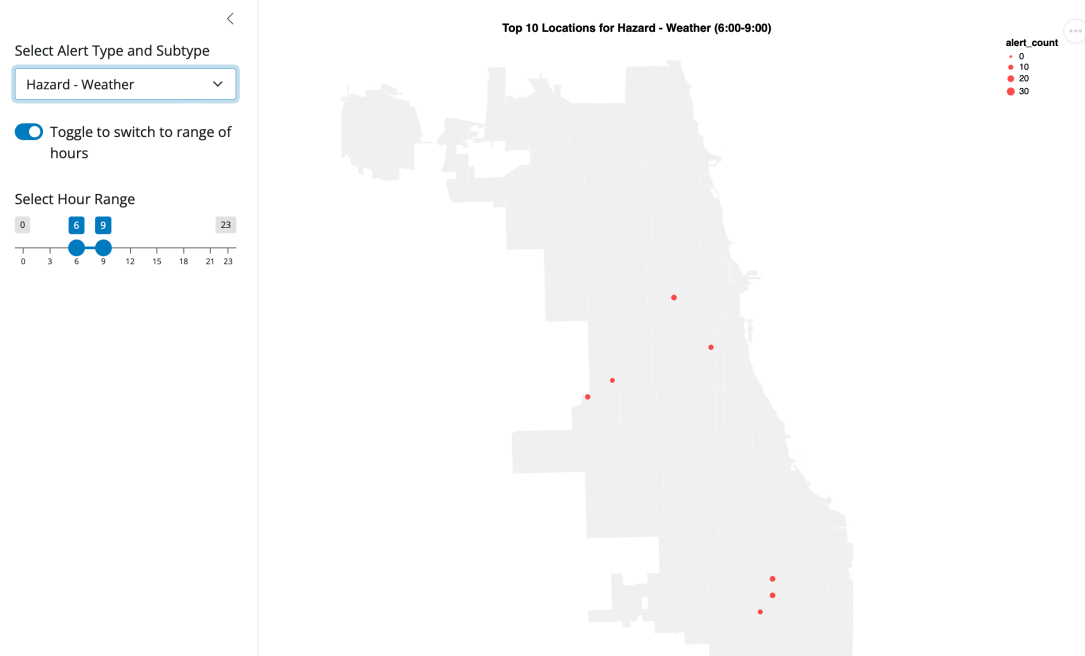 Select Alert Type and Subtype
Hazard - Weather
Toggle to switch to range of
hours
Select Hour Range
0 6 9 23
0 3 6 9 12 15 18 21 23
Top 10 Locations for Hazard - Weather (6:00-9:00)
alert_count
0
10
20
30